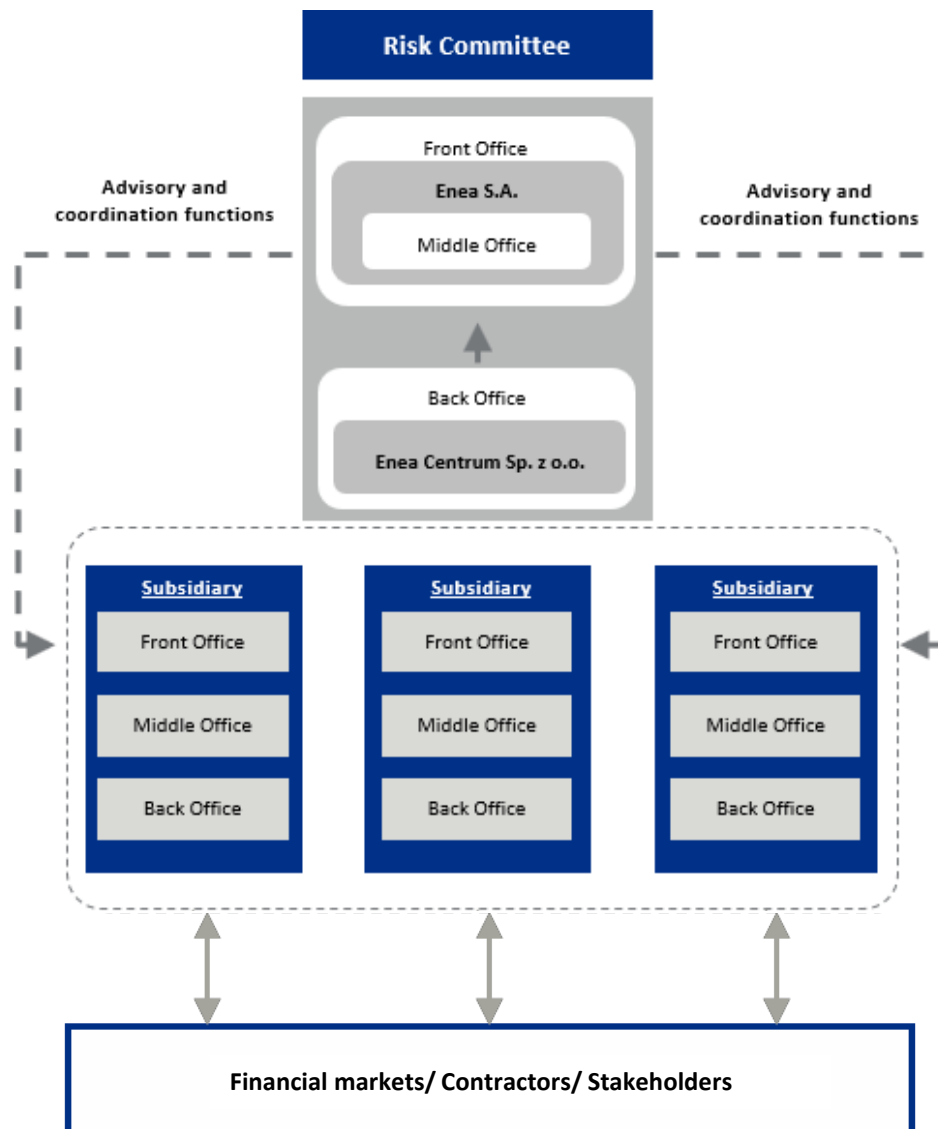 Risk Committee
Front Office
Enea S.A.
Middle Office
Advisory and
coordination functions
Advisory and
coordination functions
Back Office
Enea Centrum Sp. z o.o.
Subsidiary
Front Office
Middle Office
Back Office
Subsidiary
Front Office
Middle Office
Back Office
Subsidiary
Front Office
Middle Office
Back Office
Financial markets/ Contractors/ Stakeholders